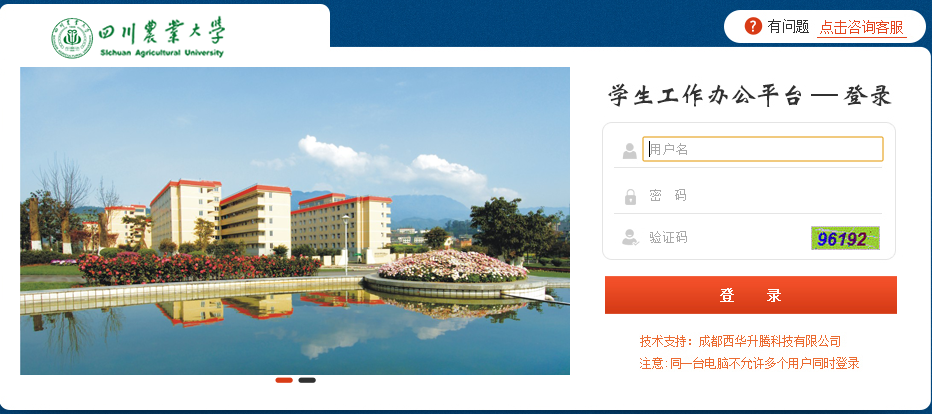 四川農業大学
Sichuan Agricultural University
有问题 点击咨询客服
学生工作办公平台 — 登录
用户名
密 码
验证码 96192
登 录
技术支持：成都西华升腾科技有限公司
注意:同一台电脑不允许多个用户同时登录